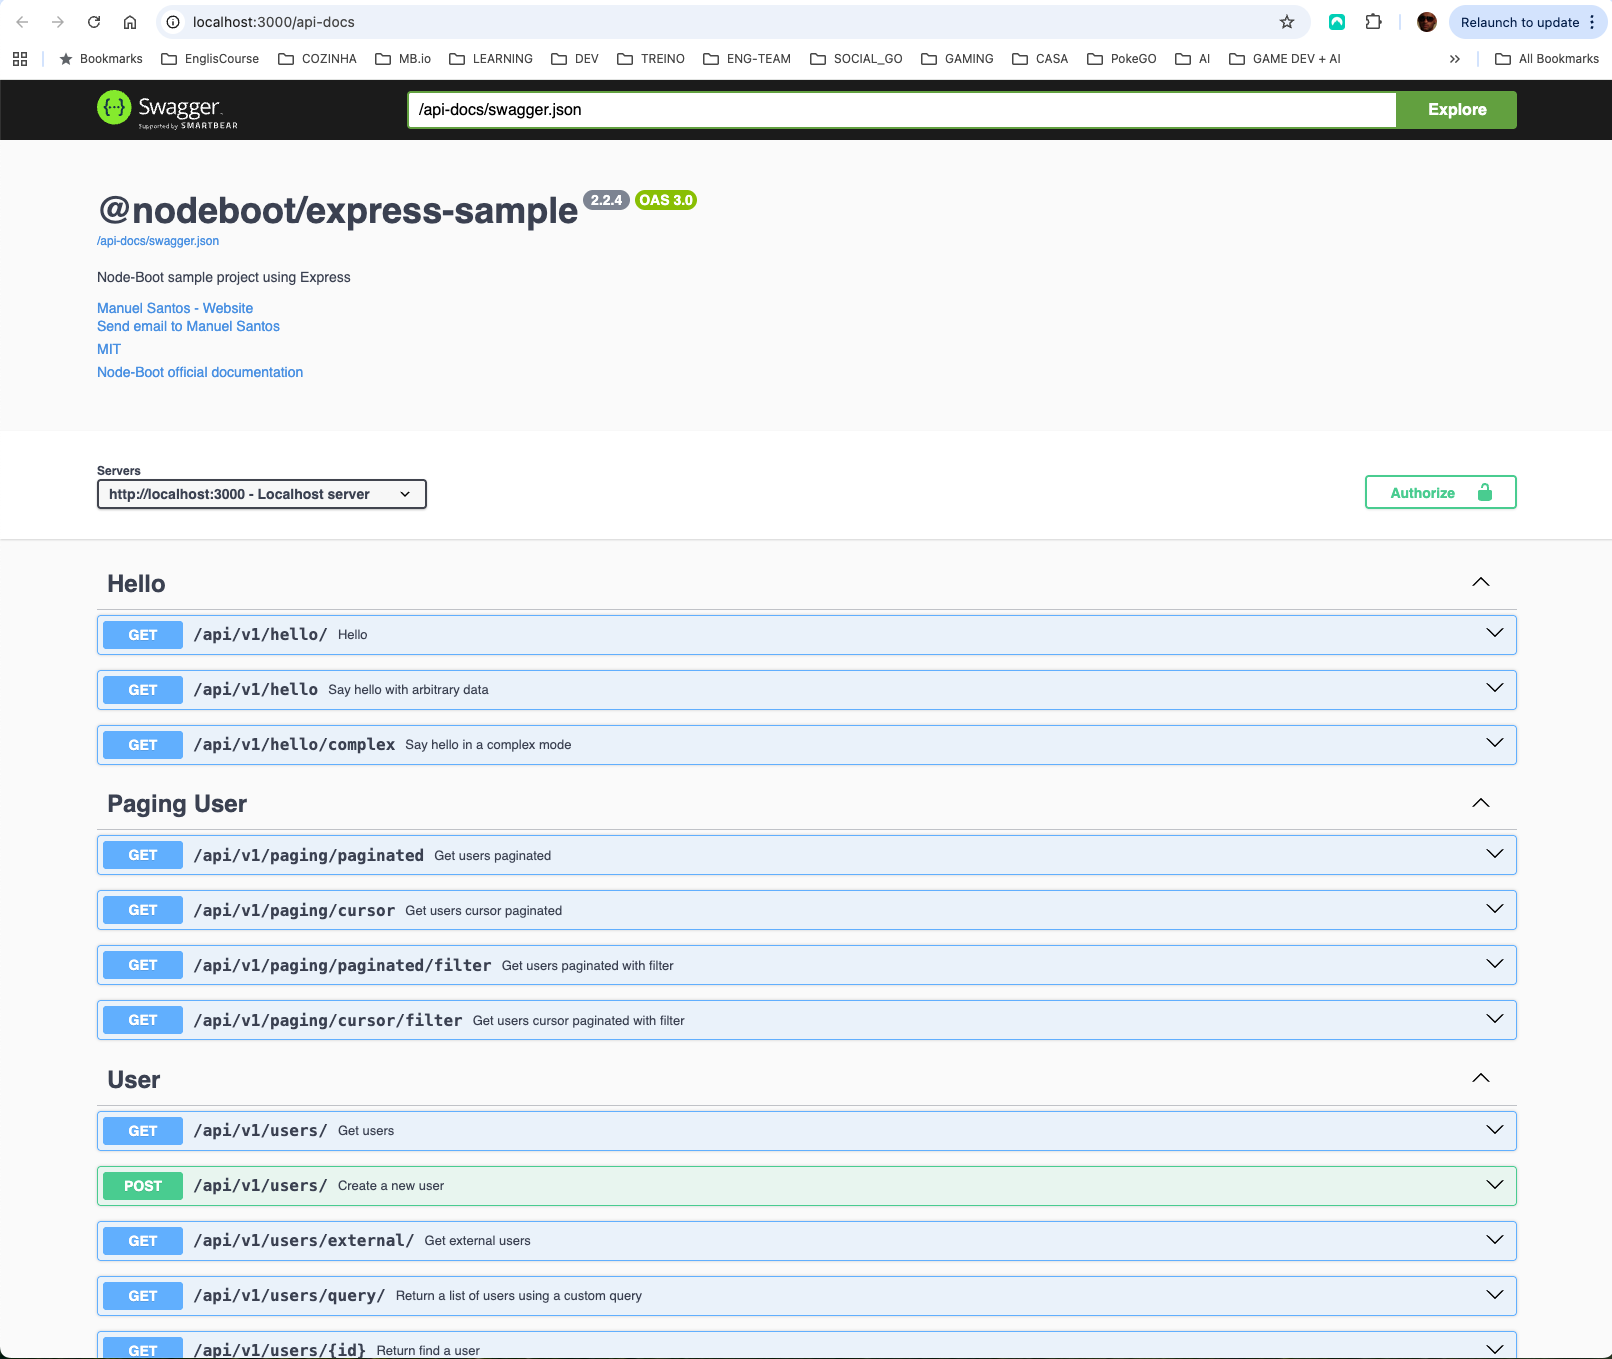 localhost:3000/api-docs
Relaunch to update
Bookmarks EnglisCourse COZINHA MB.io LEARNING DEV TREINO ENG-TEAM SOCIAL_GO GAMING CASA PokeGO AI GAME DEV + AI All Bookmarks
Swagger
Supported by SMARTBEAR
/api-docs/swagger.json
Explore
@nodeboot/express-sample 2.2.4 OAS 3.0
/api-docs/swagger.json
Node-Boot sample project using Express
Manuel Santos - Website
Send email to Manuel Santos
MIT
Node-Boot official documentation
Servers
http://localhost:3000 - Localhost server
Authorize
Hello
GET /api/v1/hello/ Hello
GET /api/v1/hello Say hello with arbitrary data
GET /api/v1/hello/complex Say hello in a complex mode
Paging User
GET /api/v1/paging/paginated Get users paginated
GET /api/v1/paging/cursor Get users cursor paginated
GET /api/v1/paging/paginated/filter Get users paginated with filter
GET /api/v1/paging/cursor/filter Get users cursor paginated with filter
User
GET /api/v1/users/ Get users
POST /api/v1/users/ Create a new user
GET /api/v1/users/external/ Get external users
GET /api/v1/users/query/ Return a list of users using a custom query
GET /api/v1/users/{id} Return find a user